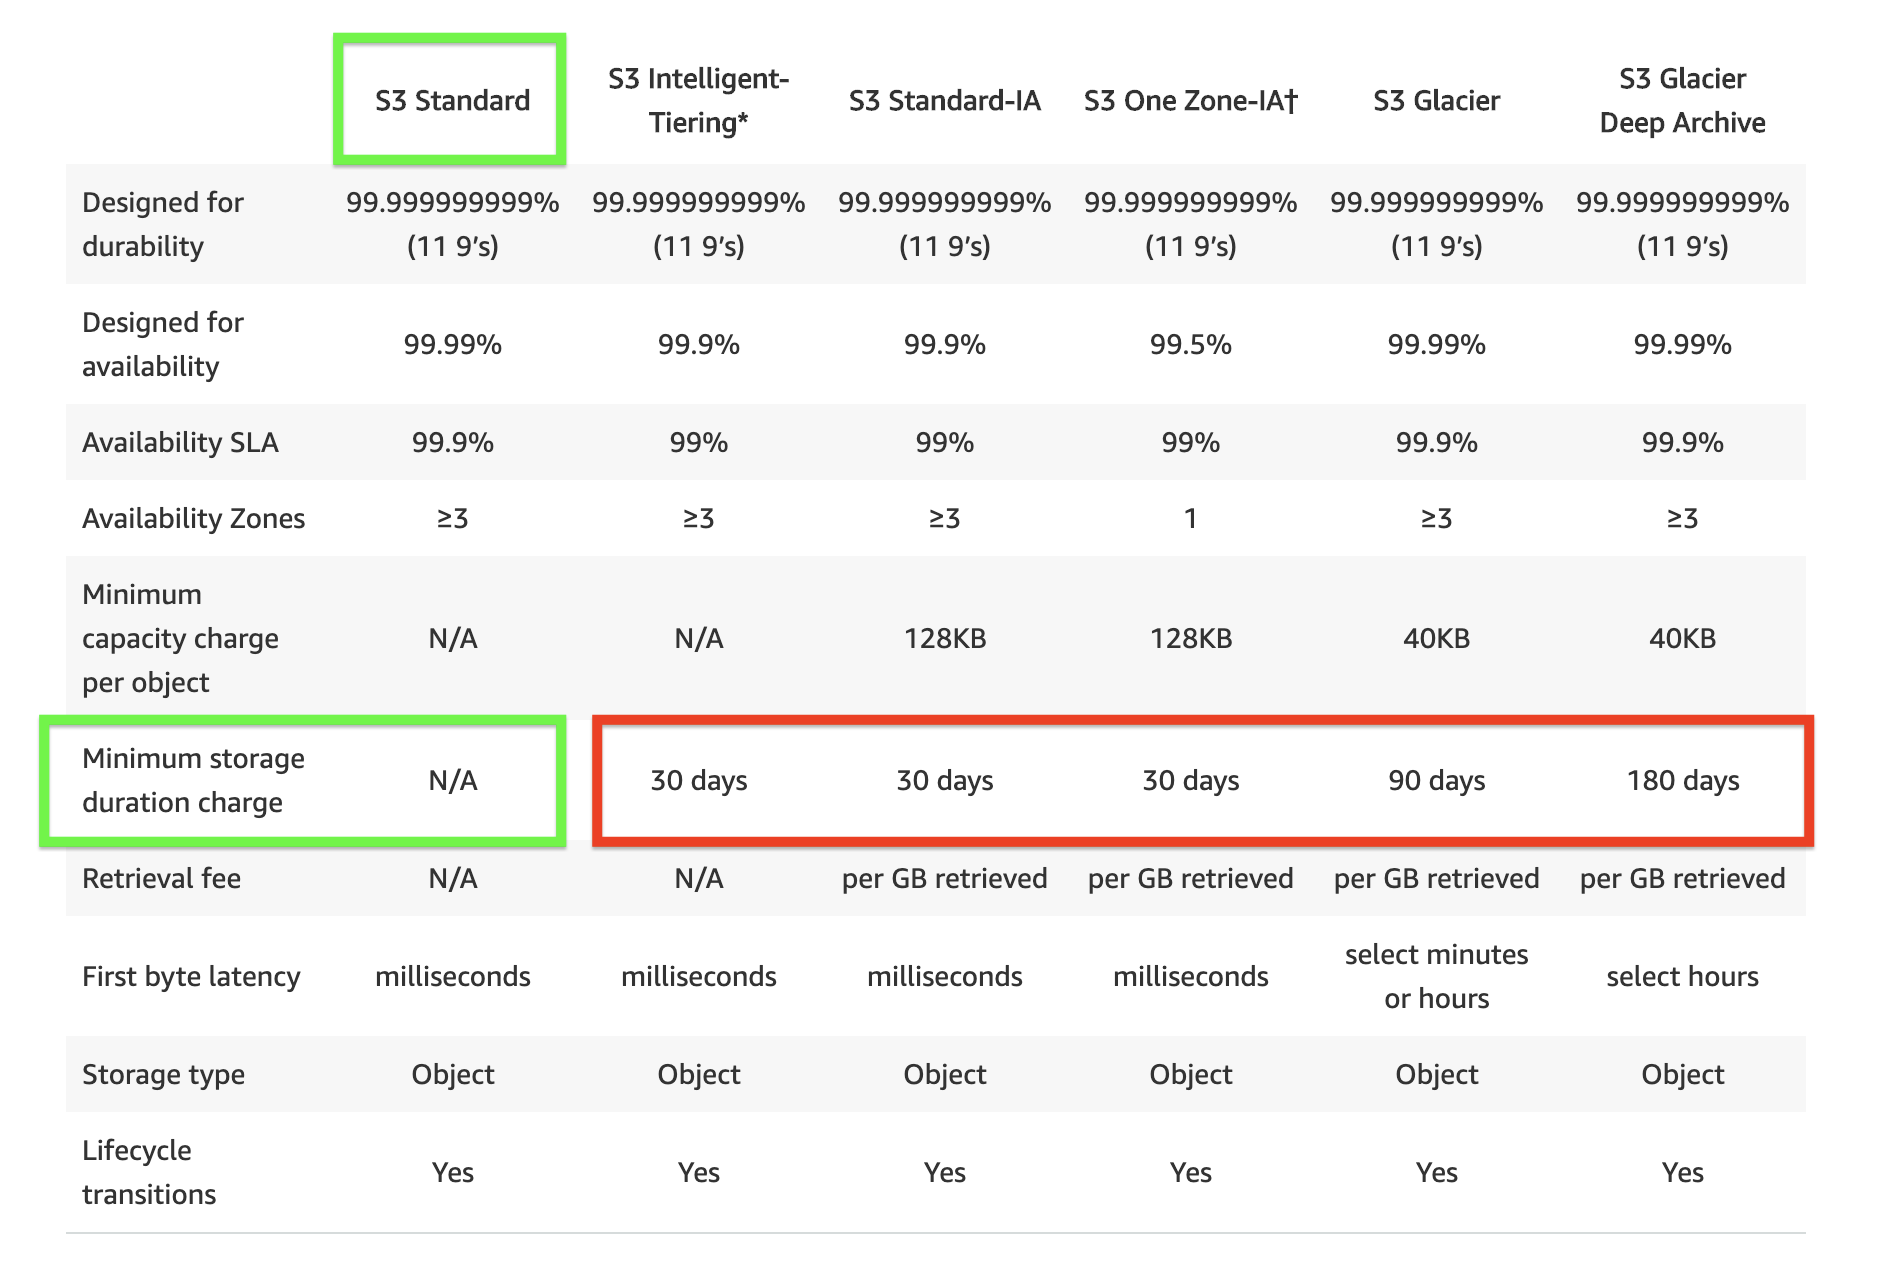 S3 Standard
S3 Intelligent-
Tiering*
S3 Standard-IA
S3 One Zone-IA†
S3 Glacier
S3 Glacier
Deep Archive
Designed for
durability
99.999999999%
(11 9’s)
99.999999999%
(11 9’s)
99.999999999%
(11 9’s)
99.999999999%
(11 9’s)
99.999999999%
(11 9’s)
99.999999999%
(11 9’s)
Designed for
availability
99.99%
99.9%
99.9%
99.5%
99.99%
99.99%
Availability SLA
99.9%
99%
99%
99%
99.9%
99.9%
Availability Zones
≥3
≥3
≥3
1
≥3
≥3
Minimum
capacity charge
per object
N/A
N/A
128KB
128KB
40KB
40KB
Minimum storage
duration charge
N/A
30 days
30 days
30 days
90 days
180 days
Retrieval fee
N/A
N/A
per GB retrieved
per GB retrieved
per GB retrieved
per GB retrieved
First byte latency
milliseconds
milliseconds
milliseconds
milliseconds
select minutes
or hours
select hours
Storage type
Object
Object
Object
Object
Object
Object
Lifecycle
transitions
Yes
Yes
Yes
Yes
Yes
Yes